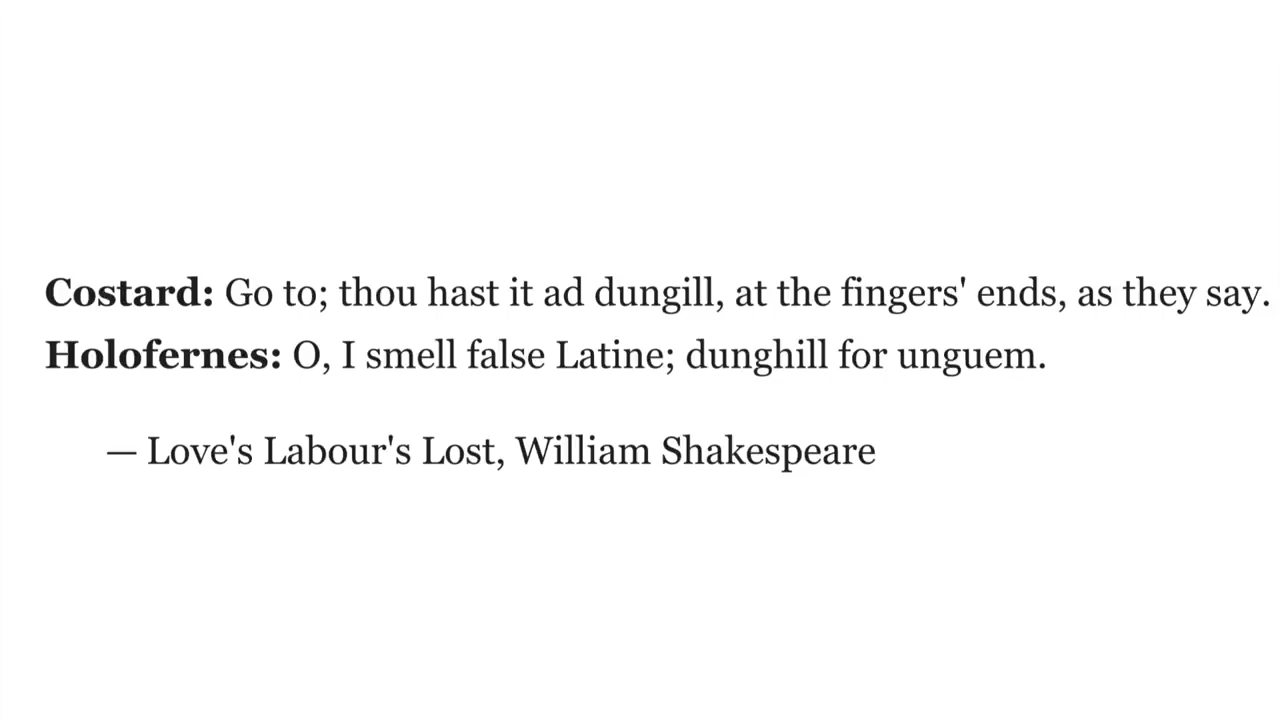 Costard: Go to; thou hast it ad dungill, at the fingers' ends, as they say.
Holofernes: O, I smell false Latine; dunghill for unguem.
— Love's Labour's Lost, William Shakespeare